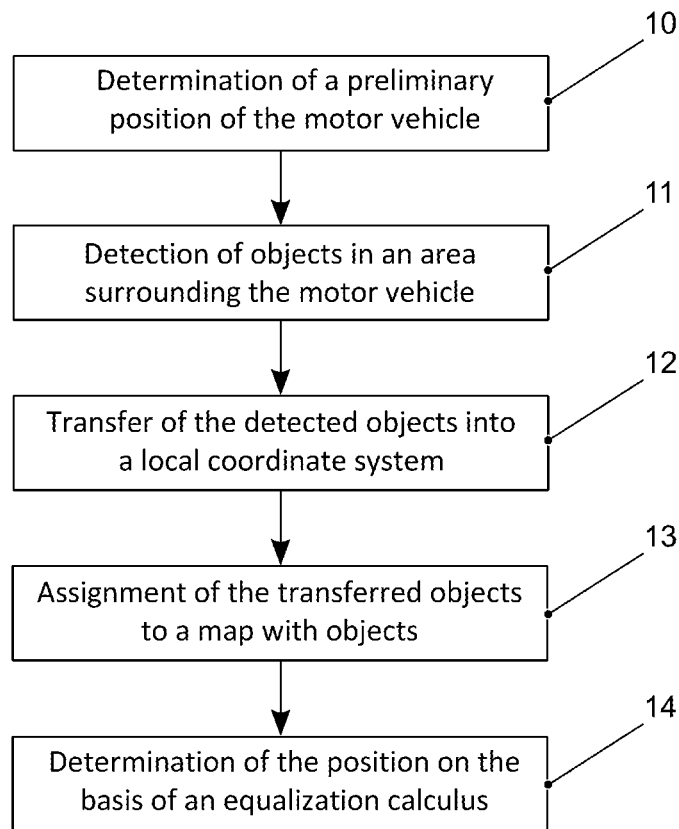 10
Determination of a preliminary
position of the motor vehicle
11
Detection of objects in an area
surrounding the motor vehicle
12
Transfer of the detected objects into
a local coordinate system
13
Assignment of the transferred objects
to a map with objects
14
Determination of the position on the
basis of an equalization calculus